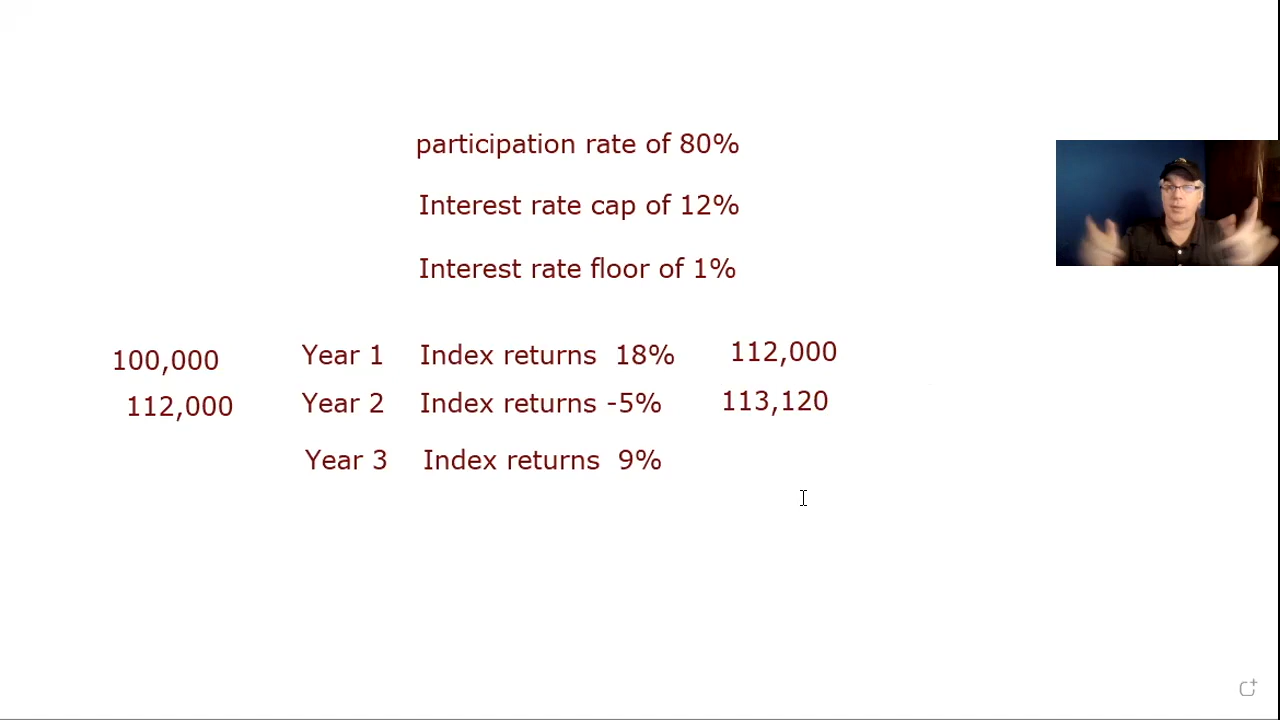 participation rate of 80%
Interest rate cap of 12%
Interest rate floor of 1%
100,000 Year 1 Index returns 18% 112,000
112,000 Year 2 Index returns -5% 113,120
Year 3 Index returns 9%